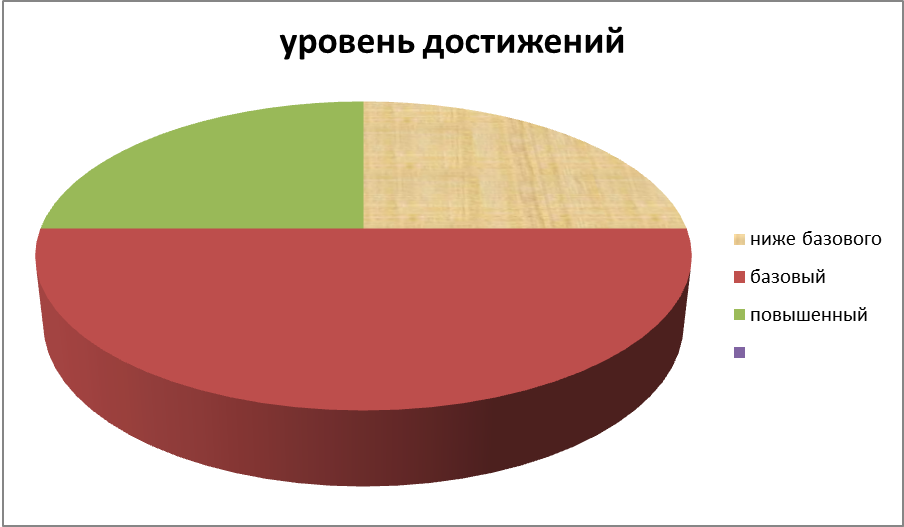 уровень достижений
ниже базового
базовый
повышенный